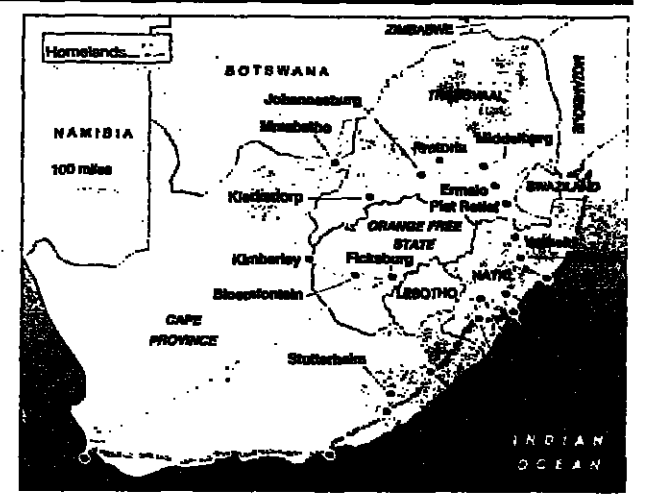 ZIMBABWE
Homelands
BOTSWANA
TRANSVAAL
MOZAMBIQUE
Johannesburg
Mmabatho
NAMIBIA
Pretoria
Middelburg
100 miles
Ermelo
SWAZILAND
Klerksdorp
Piet Retief
ORANGE FREE
STATE
Kimberley
Ficksburg
NATAL
Bloemfontein
LESOTHO
CAPE
PROVINCE
Stutterheim
INDIAN
OCEAN